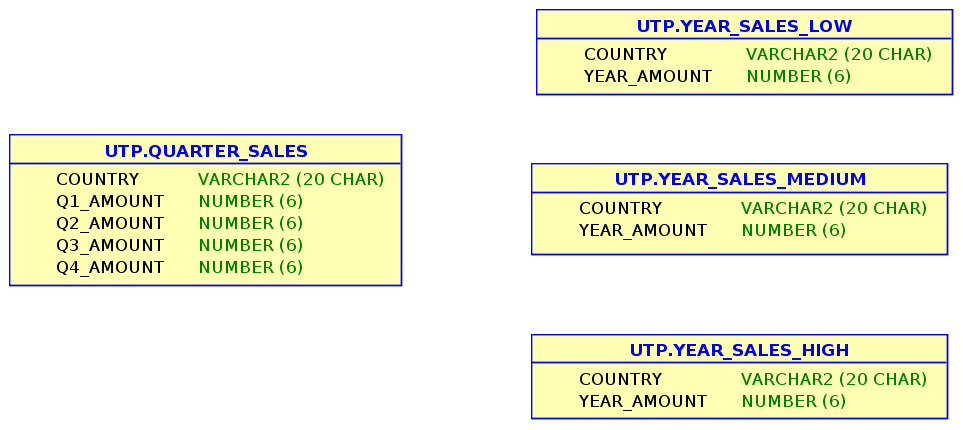 UTP.YEAR_SALES_LOW
COUNTRY VARCHAR2 (20 CHAR)
YEAR_AMOUNT NUMBER (6)
UTP.QUARTER_SALES
COUNTRY VARCHAR2 (20 CHAR)
Q1_AMOUNT NUMBER (6)
Q2_AMOUNT NUMBER (6)
Q3_AMOUNT NUMBER (6)
Q4_AMOUNT NUMBER (6)
UTP.YEAR_SALES_MEDIUM
COUNTRY VARCHAR2 (20 CHAR)
YEAR_AMOUNT NUMBER (6)
UTP.YEAR_SALES_HIGH
COUNTRY VARCHAR2 (20 CHAR)
YEAR_AMOUNT NUMBER (6)